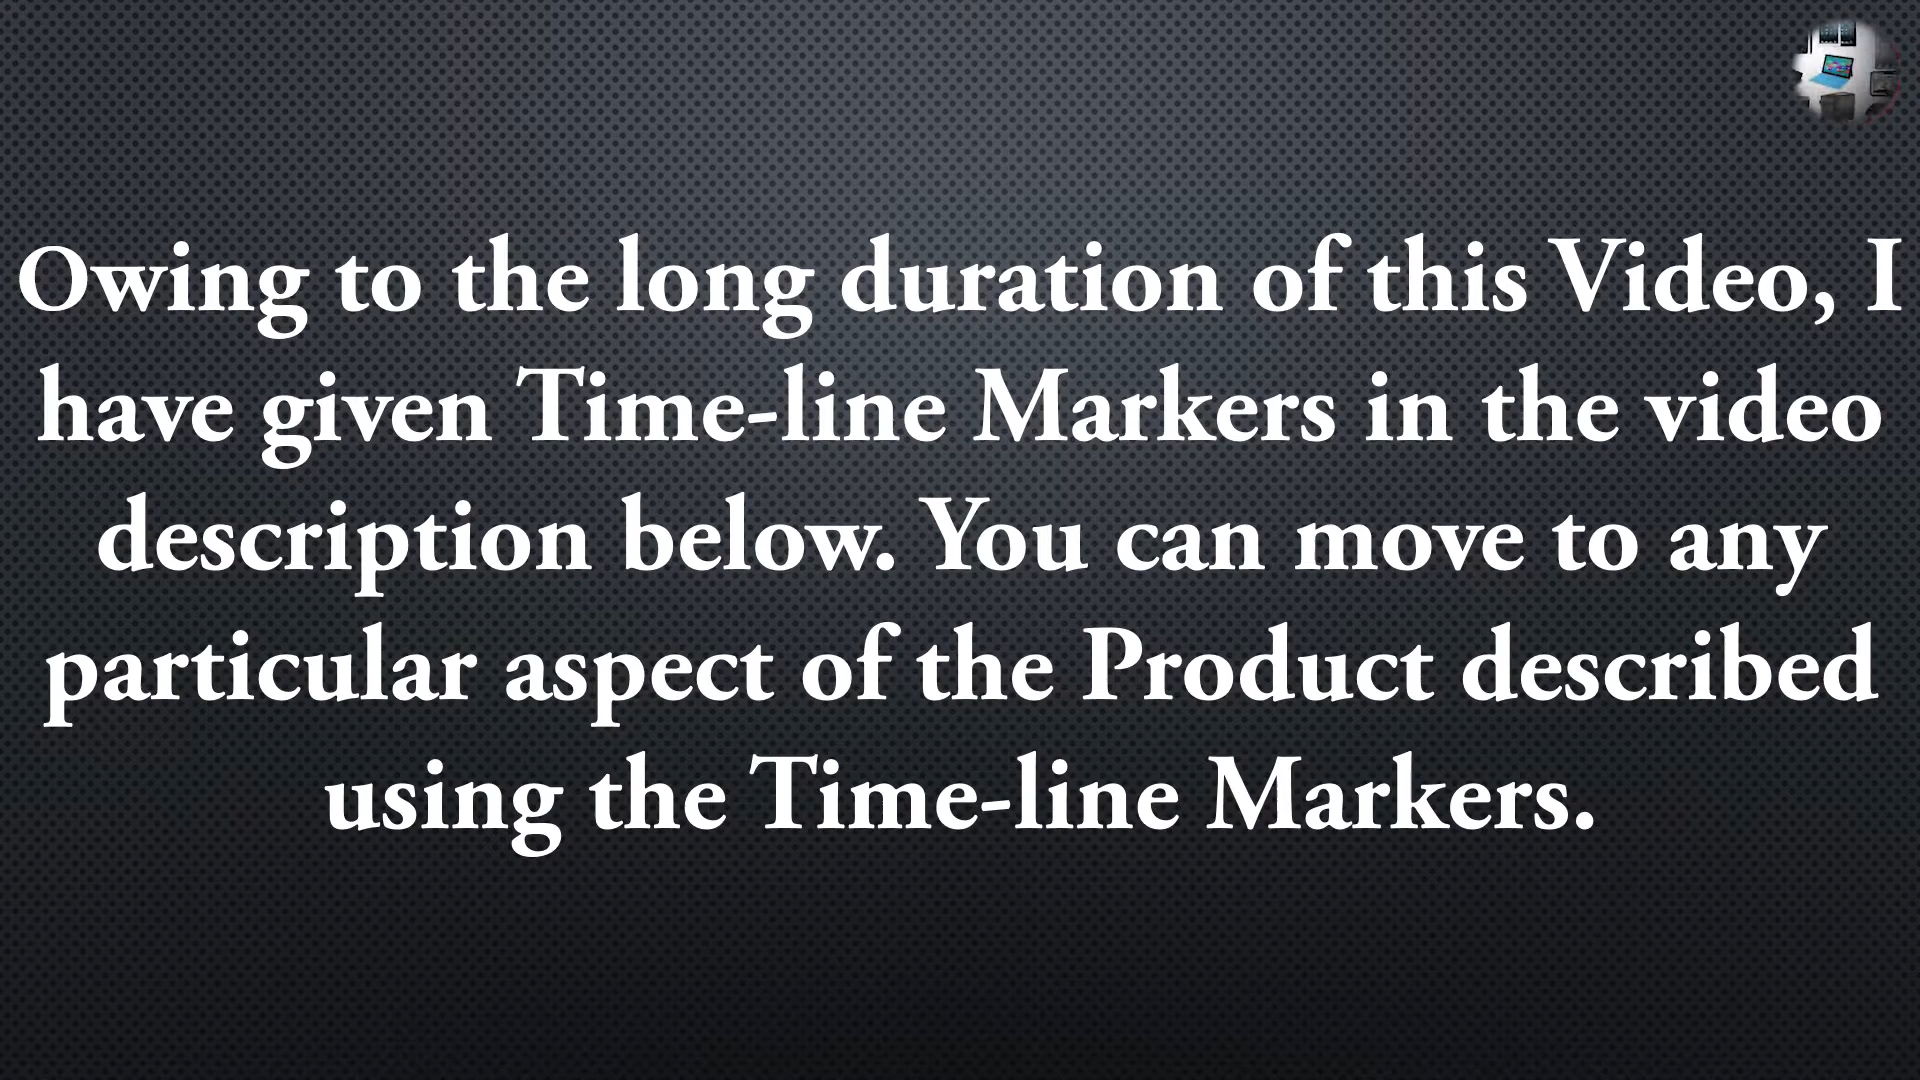 Owing to the long duration of this Video, I
have given Time-line Markers in the video
description below. You can move to any
particular aspect of the Product described
using the Time-line Markers.